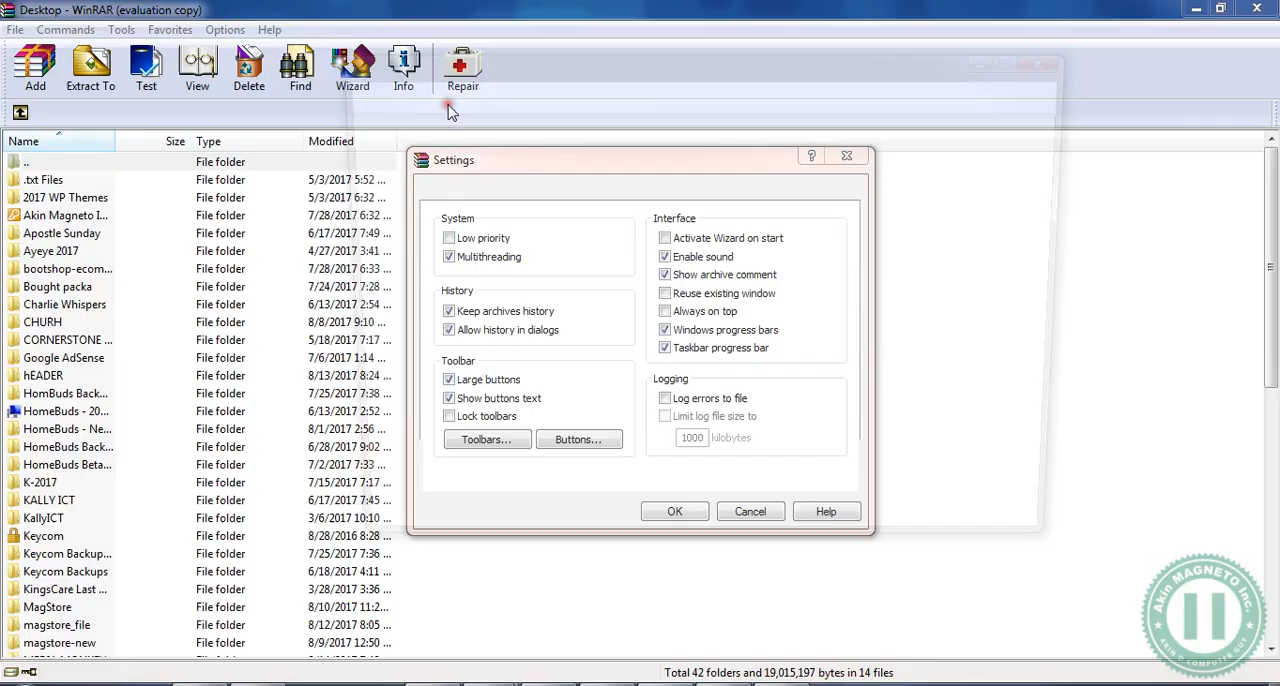 Desktop - WinRAR (evaluation copy)
File Commands Tools Favorites Options Help
Add Extract To Test View Delete Find Wizard Info Repair
Name Size Type Modified
.. File folder
.txt Files File folder 5/3/2017 5:52 ...
2017 WP Themes File folder 5/3/2017 6:32 ...
Akin Magneto I... File folder 7/28/2017 6:32 ...
Apostle Sunday File folder 6/17/2017 7:49 ...
Ayeye 2017 File folder 4/27/2017 3:41 ...
bootshop-ecom... File folder 7/28/2017 6:33 ...
Bought packa File folder 7/24/2017 7:28 ...
Charlie Whispers File folder 6/13/2017 2:54 ...
CHURH File folder 8/8/2017 9:10 ...
CORNERSTONE ... File folder 5/18/2017 7:17 ...
Google AdSense File folder 7/6/2017 1:14 ...
hEADER File folder 8/13/2017 8:24 ...
HomBuds Back... File folder 7/25/2017 7:38 ...
HomeBuds - 20... File folder 6/13/2017 2:52 ...
HomeBuds - Ne... File folder 8/1/2017 2:56 ...
HomeBuds Back... File folder 6/28/2017 9:02 ...
HomeBuds Beta... File folder 7/2/2017 7:33 ...
K-2017 File folder 7/15/2017 7:17 ...
KALLY ICT File folder 6/17/2017 7:45 ...
KallyICT File folder 3/6/2017 10:10 ...
Keycom File folder 8/28/2016 8:28 ...
Keycom Backup... File folder 7/25/2017 7:36 ...
Keycom Backups File folder 6/18/2017 4:11 ...
KingsCare Last ... File folder 3/28/2017 3:36 ...
MagStore File folder 8/10/2017 11:2...
magstore_file File folder 8/12/2017 8:05 ...
magstore-new File folder 8/9/2017 12:50 ...
Settings
System
Low priority
Multithreading
History
Keep archives history
Allow history in dialogs
Toolbar
Large buttons
Show buttons text
Lock toolbars
Toolbars... Buttons...
Interface
Activate Wizard on start
Enable sound
Show archive comment
Reuse existing window
Always on top
Windows progress bars
Taskbar progress bar
Logging
Log errors to file
Limit log file size to
1000 kilobytes
OK Cancel Help
Total 42 folders and 19,015,197 bytes in 14 files
Akin MAGNETO Inc.
AKIN D COMPUTER GUY